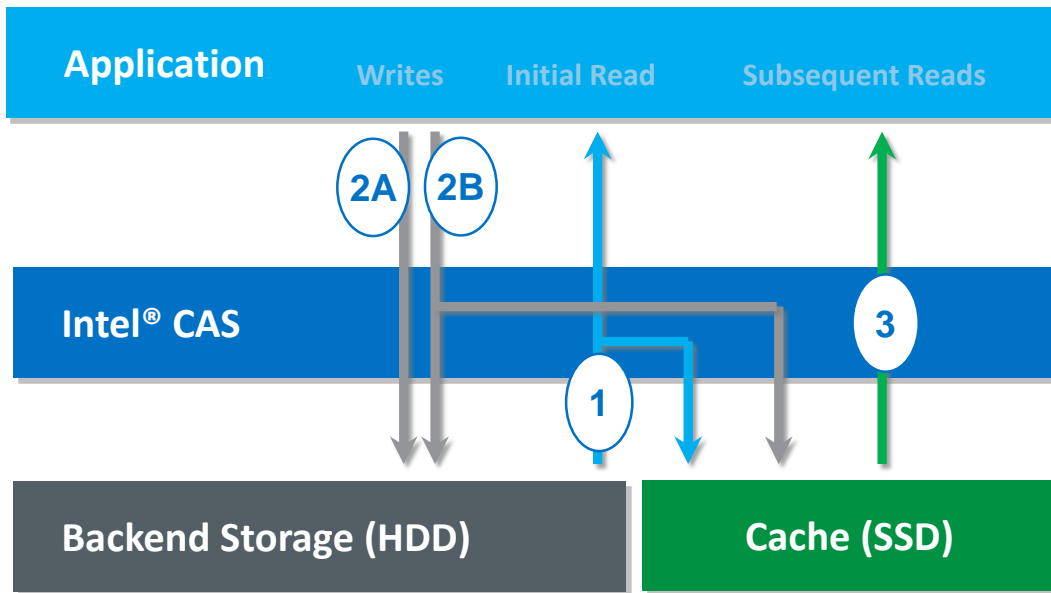 Application
Writes
Initial Read
Subsequent Reads
2A
2B
Intel® CAS
3
1
Backend Storage (HDD)
Cache (SSD)